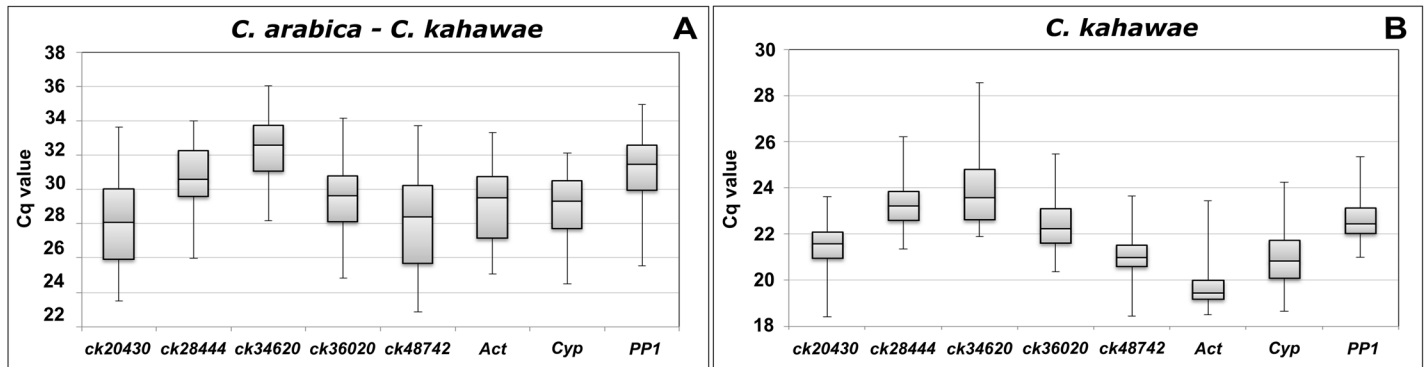 C. arabica - C. kahawae
A
Cq value
38
36
34
32
30
28
26
24
22
ck20430 ck28444 ck34620 ck36020 ck48742 Act Cyp PP1
C. kahawae
B
Cq value
30
28
26
24
22
20
18
ck20430 ck28444 ck34620 ck36020 ck48742 Act Cyp PP1